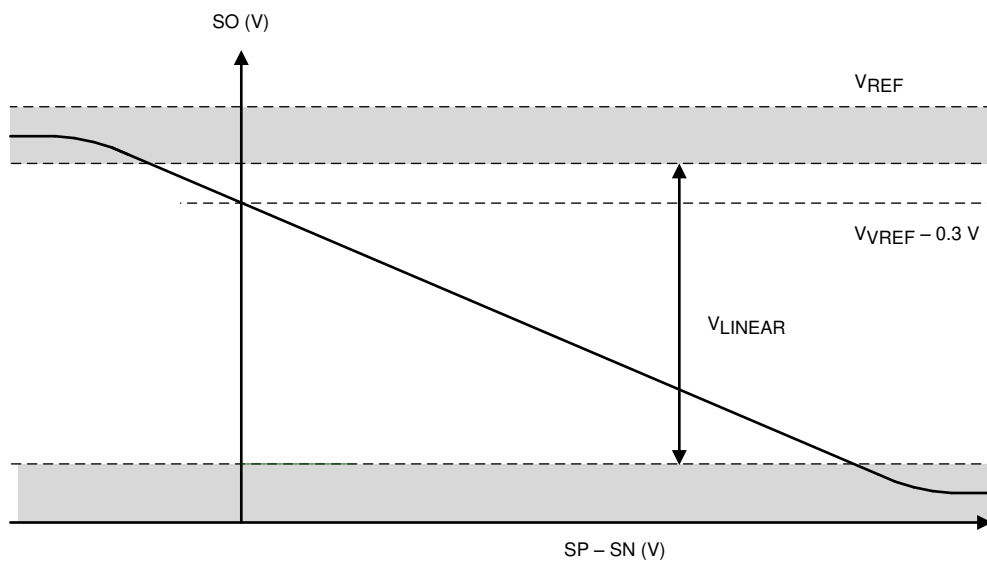 SO (V)
VREF
VVREF – 0.3 V
VLINEAR
SP – SN (V)